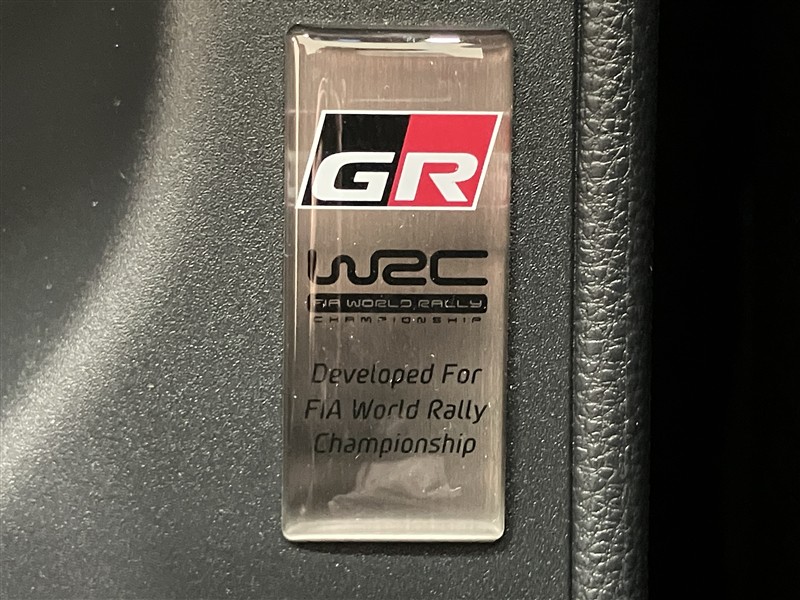 GR
WRC
FIA WORLD RALLY
CHAMPIONSHIP
Developed For
FIA World Rally
Championship